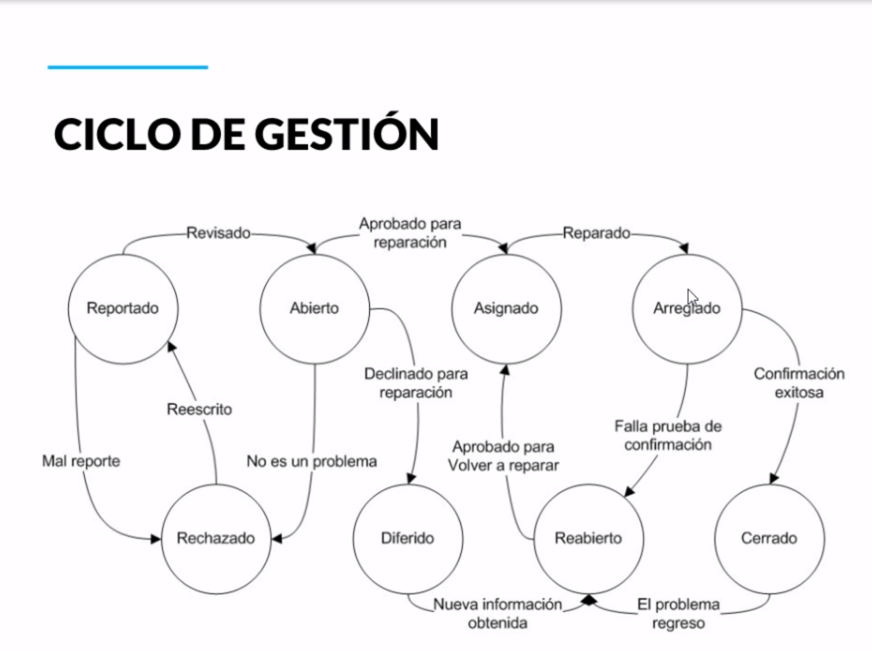 CICLO DE GESTIÓN
Revisado
Aprobado para
reparación
Reparado
Reportado
Abierto
Asignado
Arreglado
Declinado para
reparación
Confirmación
exitosa
Reescrito
Falla prueba de
confirmación
Mal reporte
No es un problema
Aprobado para
Volver a reparar
Rechazado
Diferido
Reabierto
Cerrado
Nueva información
obtenida
El problema
regreso